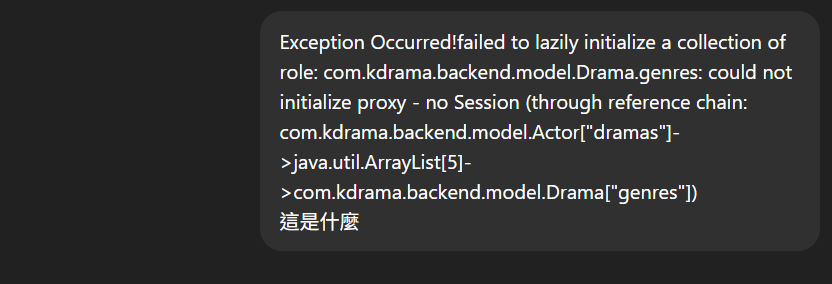 Exception Occurred!failed to lazily initialize a collection of
role: com.kdrama.backend.model.Drama.genres: could not
initialize proxy - no Session (through reference chain:
com.kdrama.backend.model.Actor["dramas"]-
>java.util.ArrayList[5]-
>com.kdrama.backend.model.Drama["genres"])
這是什麼